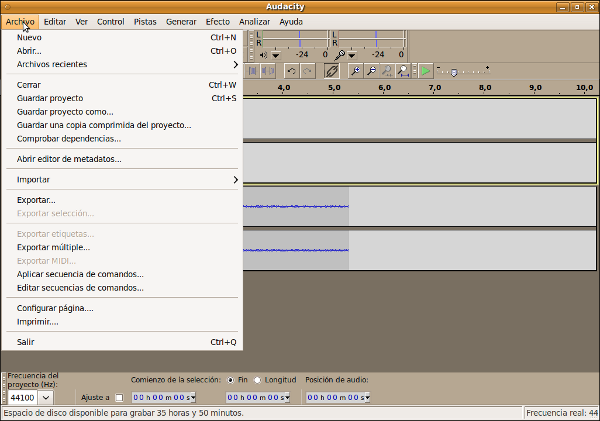 Audacity
Archivo Editar Ver Control Pistas Generar Efecto Analizar Ayuda
Nuevo Ctrl+N
Abrir... Ctrl+O
Archivos recientes
Cerrar Ctrl+W
Guardar proyecto Ctrl+S
Guardar proyecto como...
Guardar una copia comprimida del proyecto...
Comprobar dependencias...
Abrir editor de metadatos...
Importar
Exportar...
Exportar selección...
Exportar etiquetas...
Exportar múltiple...
Exportar MIDI...
Aplicar secuencia de comandos...
Editar secuencias de comandos...
Configurar página....
Imprimir....
Salir Ctrl+Q
L L
R R
-24 0 -24 0
- +
4,0 5,0 6,0 7,0 8,0 9,0 10,0
Frecuencia del proyecto (Hz):
44100
Ajuste a
Comienzo de la selección: Fin Longitud Posición de audio:
00 h 00 m 00 s 00 h 00 m 00 s 00 h 00 m 00 s
Espacio de disco disponible para grabar 35 horas y 50 minutos.
Frecuencia real: 44